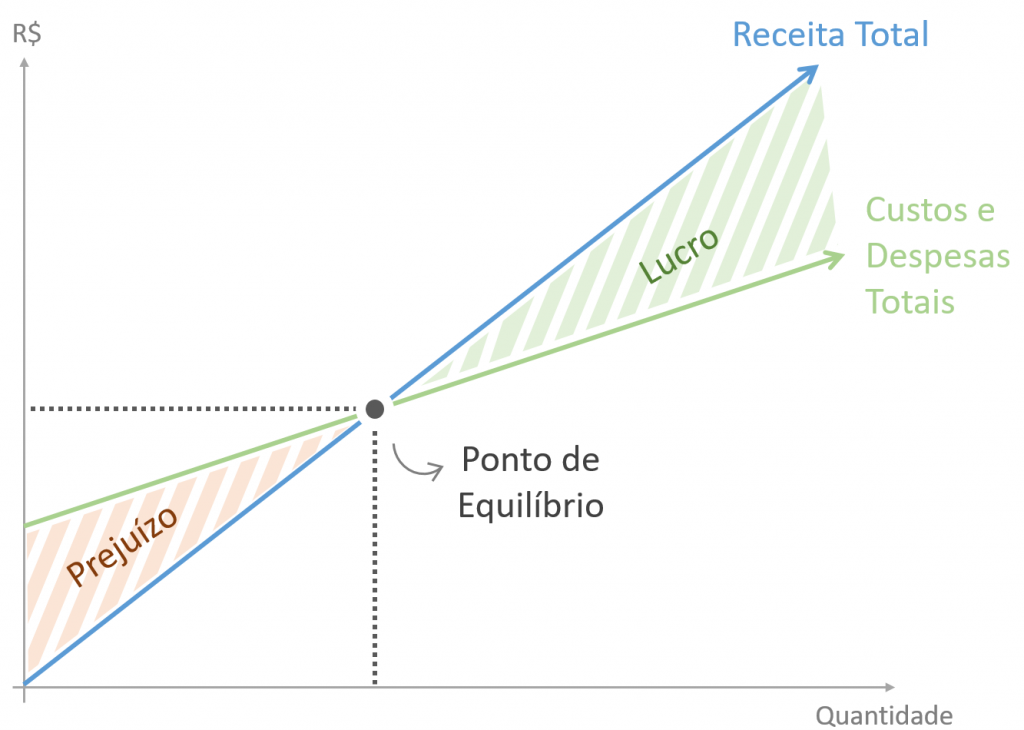 R$
Receita Total
Custos e
Despesas
Totais
Lucro
Ponto de
Equilíbrio
Prejuízo
Quantidade